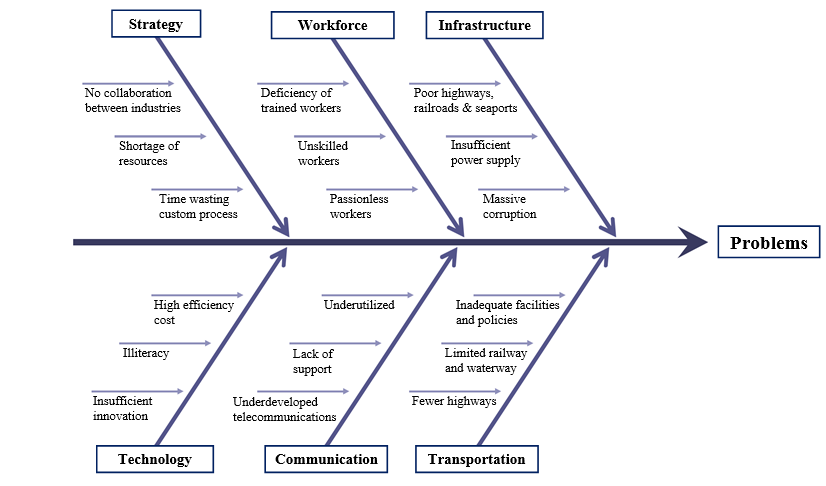 Strategy
Workforce
Infrastructure
No collaboration
between industries
Deficiency of
trained workers
Poor highways,
railroads & seaports
Shortage of
resources
Unskilled
workers
Insufficient
power supply
Time wasting
custom process
Passionless
workers
Massive
corruption
Problems
High efficiency
cost
Underutilized
Inadequate facilities
and policies
Illiteracy
Lack of
support
Limited railway
and waterway
Insufficient
innovation
Underdeveloped
telecommunications
Fewer highways
Technology
Communication
Transportation